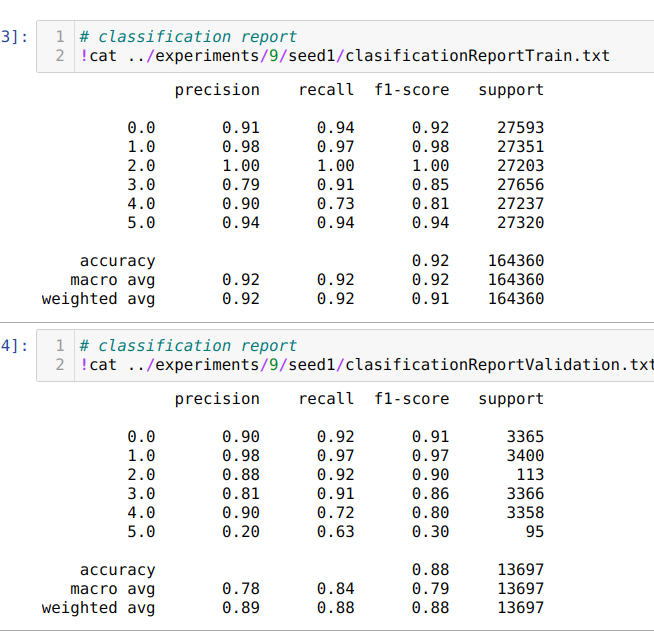 3]: 1 # classification report
2 !cat ../experiments/9/seed1/clasificationReportTrain.txt
precision recall f1-score support
0.0 0.91 0.94 0.92 27593
1.0 0.98 0.97 0.98 27351
2.0 1.00 1.00 1.00 27203
3.0 0.79 0.91 0.85 27656
4.0 0.90 0.73 0.81 27237
5.0 0.94 0.94 0.94 27320
accuracy 0.92 164360
macro avg 0.92 0.92 0.92 164360
weighted avg 0.92 0.92 0.91 164360
4]: 1 # classification report
2 !cat ../experiments/9/seed1/clasificationReportValidation.txt
precision recall f1-score support
0.0 0.90 0.92 0.91 3365
1.0 0.98 0.97 0.97 3400
2.0 0.88 0.92 0.90 113
3.0 0.81 0.91 0.86 3366
4.0 0.90 0.72 0.80 3358
5.0 0.20 0.63 0.30 95
accuracy 0.88 13697
macro avg 0.78 0.84 0.79 13697
weighted avg 0.89 0.88 0.88 13697